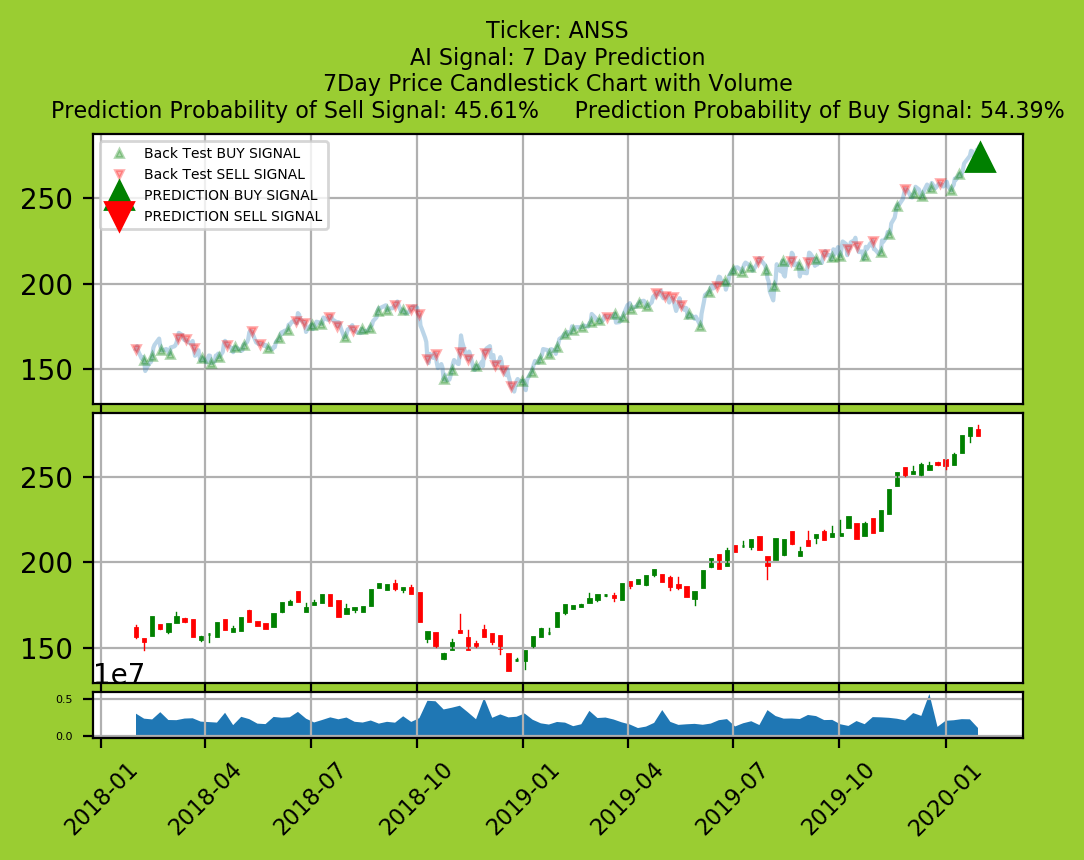 Ticker: ANSS
AI Signal: 7 Day Prediction
7Day Price Candlestick Chart with Volume
Prediction Probability of Sell Signal: 45.61% Prediction Probability of Buy Signal: 54.39%
Back Test BUY SIGNAL
Back Test SELL SIGNAL
PREDICTION BUY SIGNAL
PREDICTION SELL SIGNAL
250
200
150
250
200
150
1e7
0.5
0.0
2018-01
2018-04
2018-07
2018-10
2019-01
2019-04
2019-07
2019-10
2020-01